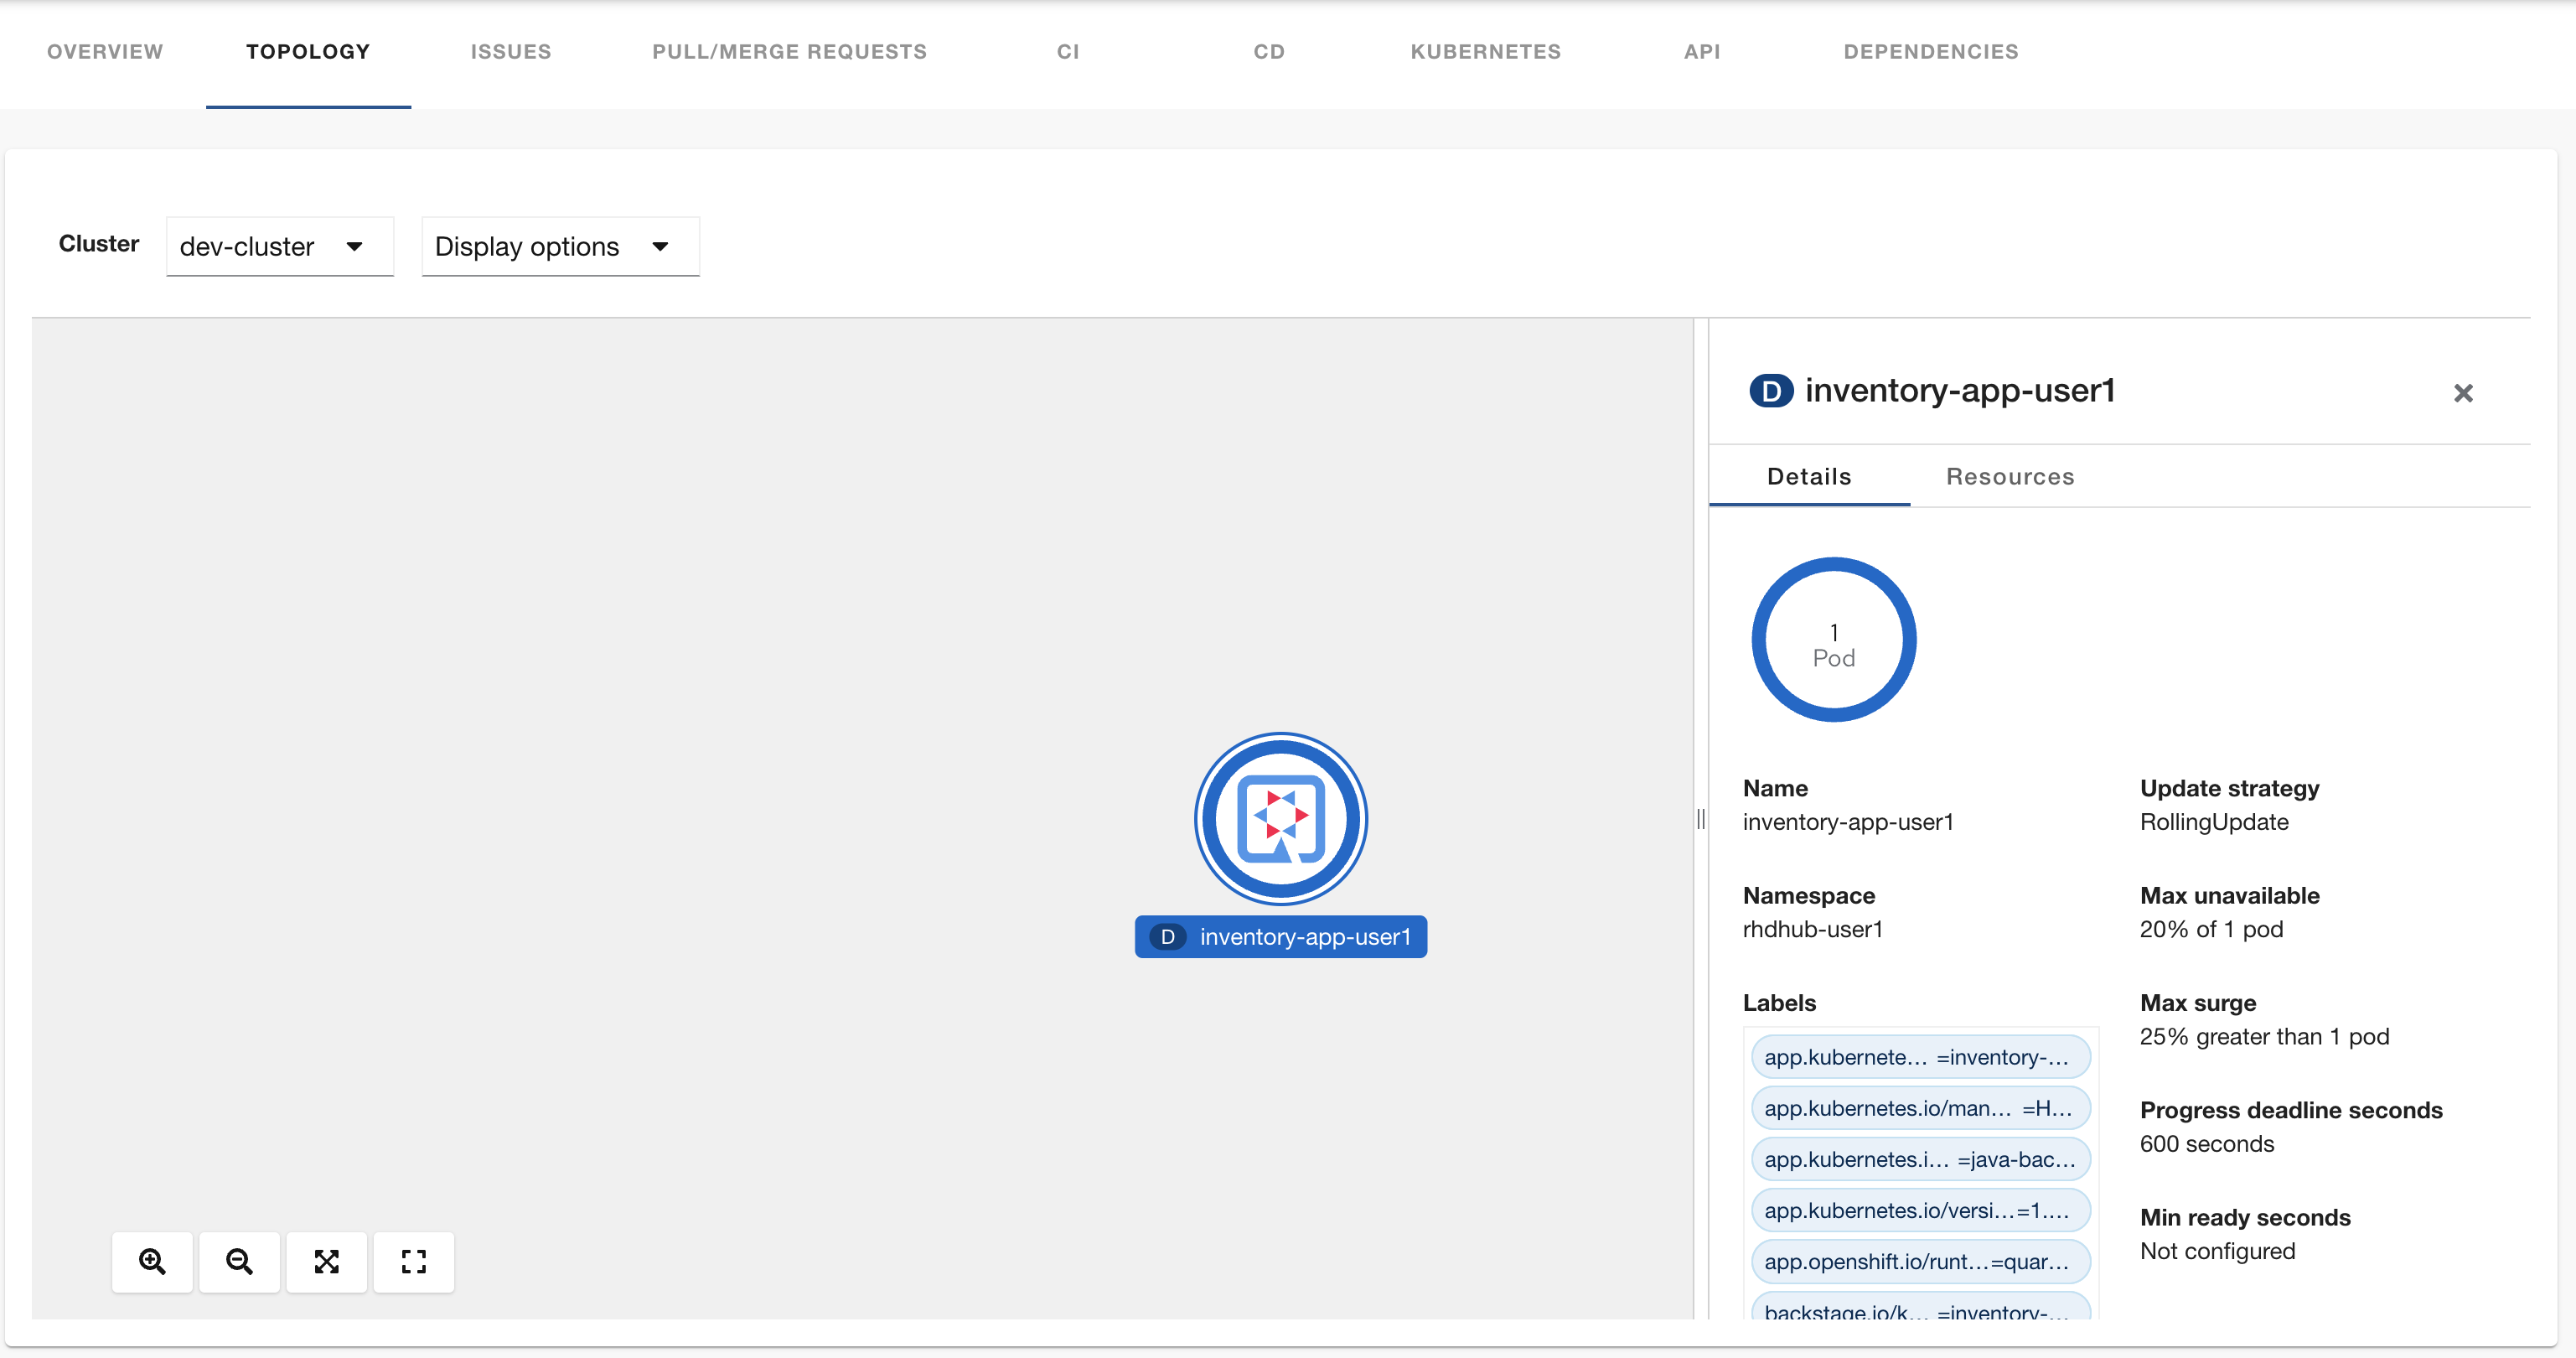 OVERVIEW TOPOLOGY ISSUES PULL/MERGE REQUESTS CI CD KUBERNETES API DEPENDENCIES
Cluster dev-cluster Display options
D inventory-app-user1
D inventory-app-user1
Details Resources
1
Pod
Name
inventory-app-user1
Namespace
rhdhub-user1
Labels
app.kubernete... =inventory-...
app.kubernetes.io/man... =H...
app.kubernetes.i... =java-bac...
app.kubernetes.io/versi...=1....
app.openshift.io/runt...=quar...
backstage.io/k... =inventory-...
Update strategy
RollingUpdate
Max unavailable
20% of 1 pod
Max surge
25% greater than 1 pod
Progress deadline seconds
600 seconds
Min ready seconds
Not configured